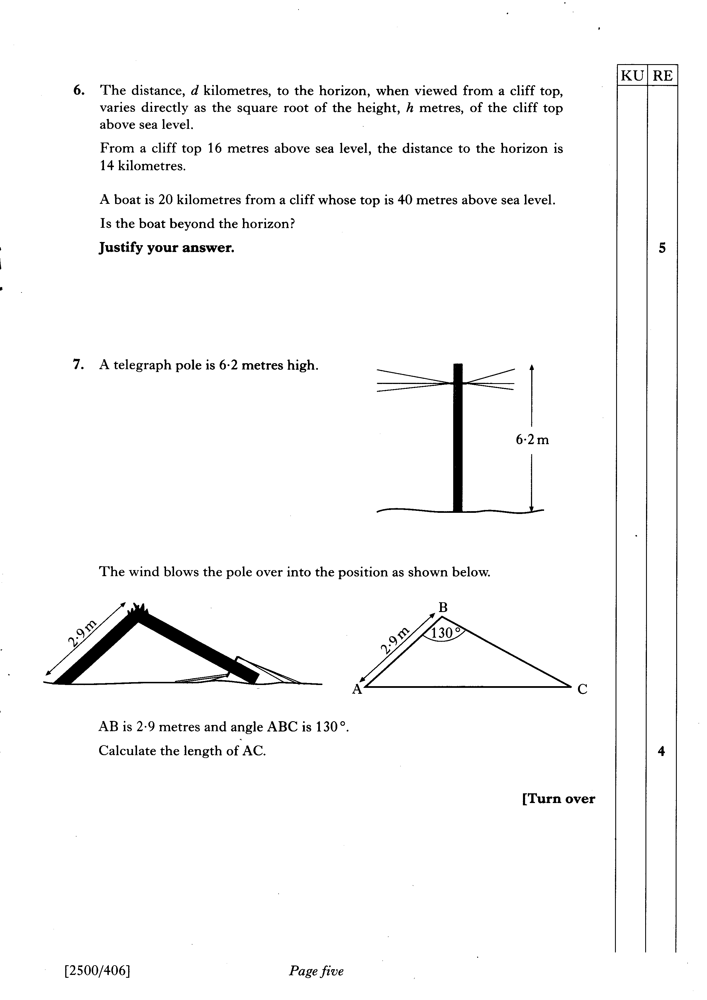 KU RE
6. The distance, d kilometres, to the horizon, when viewed from a cliff top,
varies directly as the square root of the height, h metres, of the cliff top
above sea level.
From a cliff top 16 metres above sea level, the distance to the horizon is
14 kilometres.
A boat is 20 kilometres from a cliff whose top is 40 metres above sea level.
Is the boat beyond the horizon?
Justify your answer.
5
7. A telegraph pole is 6·2 metres high.
6·2 m
The wind blows the pole over into the position as shown below.
2·9 m
B
130°
2·9 m
A
C
AB is 2·9 metres and angle ABC is 130°.
Calculate the length of AC.
4
[Turn over
[2500/406]
Page five